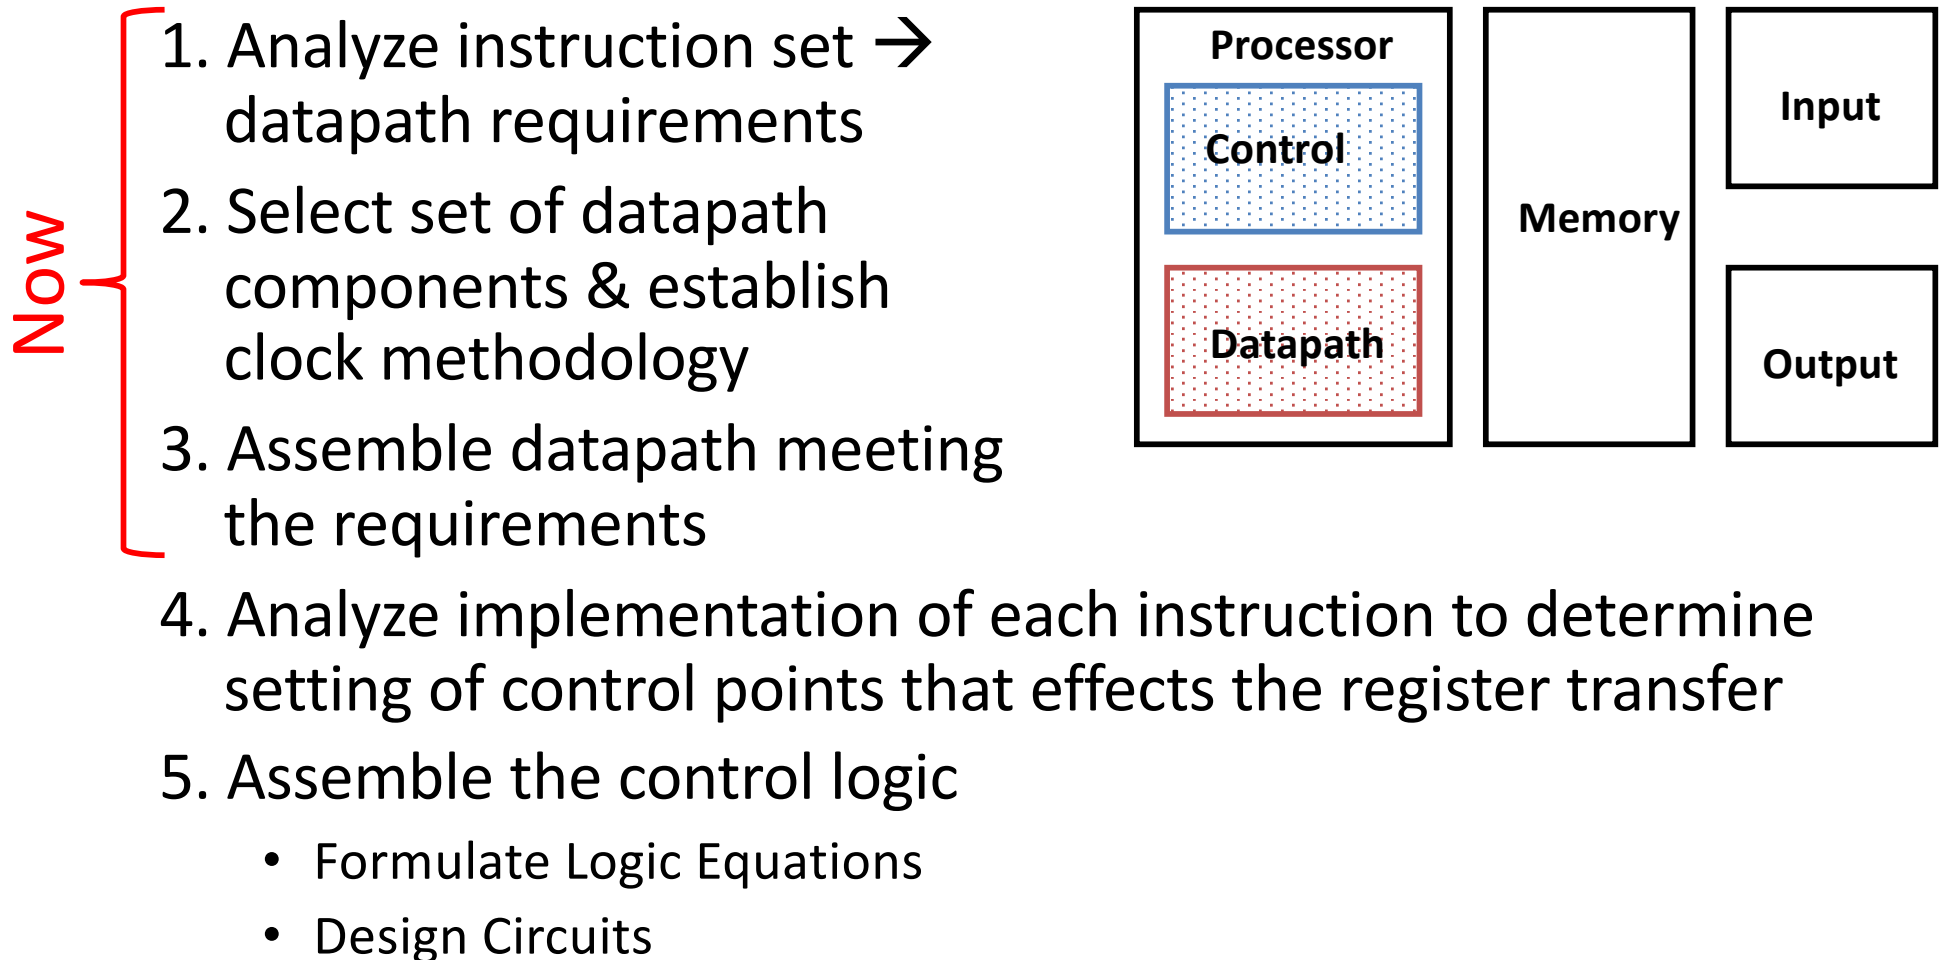 Now
1. Analyze instruction set →
datapath requirements
2. Select set of datapath
components & establish
clock methodology
3. Assemble datapath meeting
the requirements
4. Analyze implementation of each instruction to determine
setting of control points that effects the register transfer
5. Assemble the control logic
• Formulate Logic Equations
• Design Circuits
Processor
Control
Datapath
Memory
Input
Output